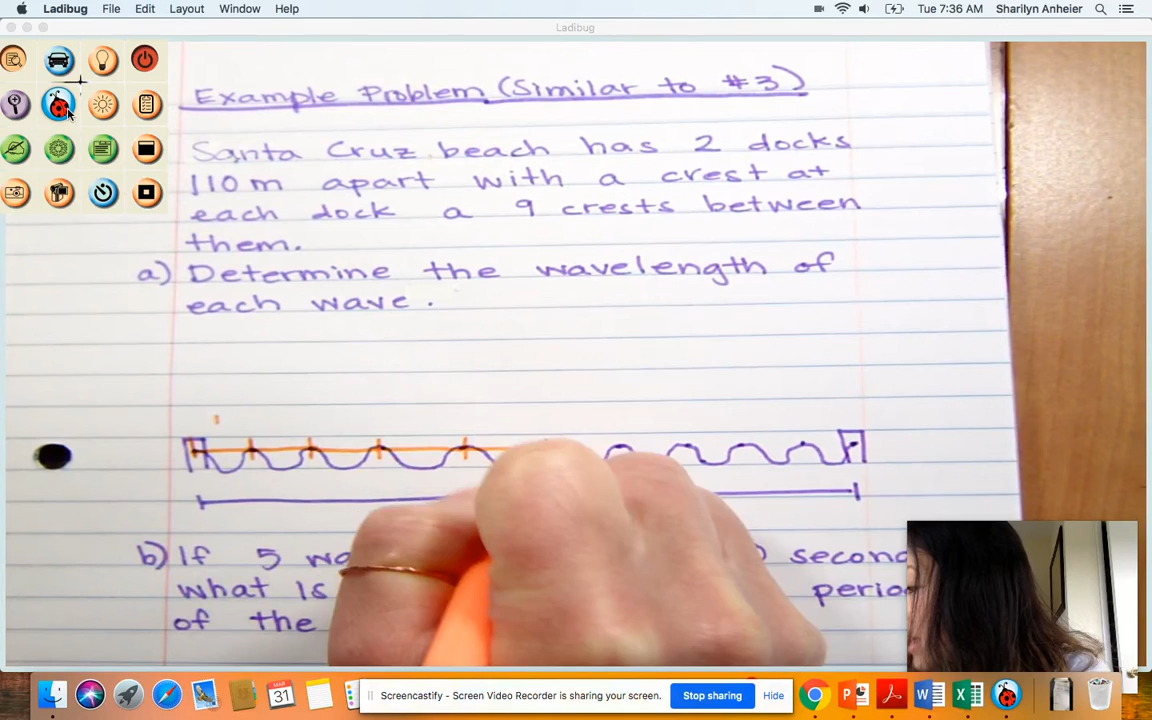 Ladibug File Edit Layout Window Help Tue 7:36 AM Sharilyn Anheier
Ladibug
Example Problem (Similar to #3)
Santa Cruz beach has 2 docks
110 m apart with a crest at
each dock a 9 crests between
them.
a) Determine the wavelength of
each wave.
b) If 5
what is
of the
Screencastify - Screen Video Recorder is sharing your screen. Stop sharing Hide
MAR
31